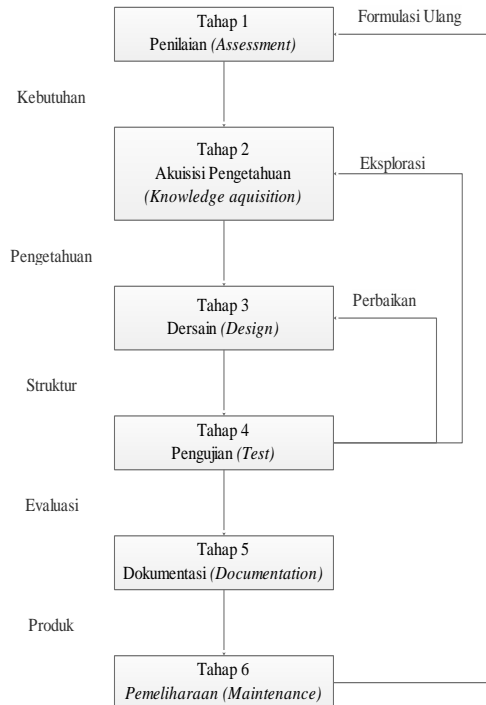 Tahap 1
Penilaian (Assessment)
Formulasi Ulang
Kebutuhan
Tahap 2
Akuisisi Pengetahuan
(Knowledge aquisition)
Eksplorasi
Pengetahuan
Tahap 3
Dersain (Design)
Perbaikan
Struktur
Tahap 4
Pengujian (Test)
Evaluasi
Tahap 5
Dokumentasi (Documentation)
Produk
Tahap 6
Pemeliharaan (Maintenance)